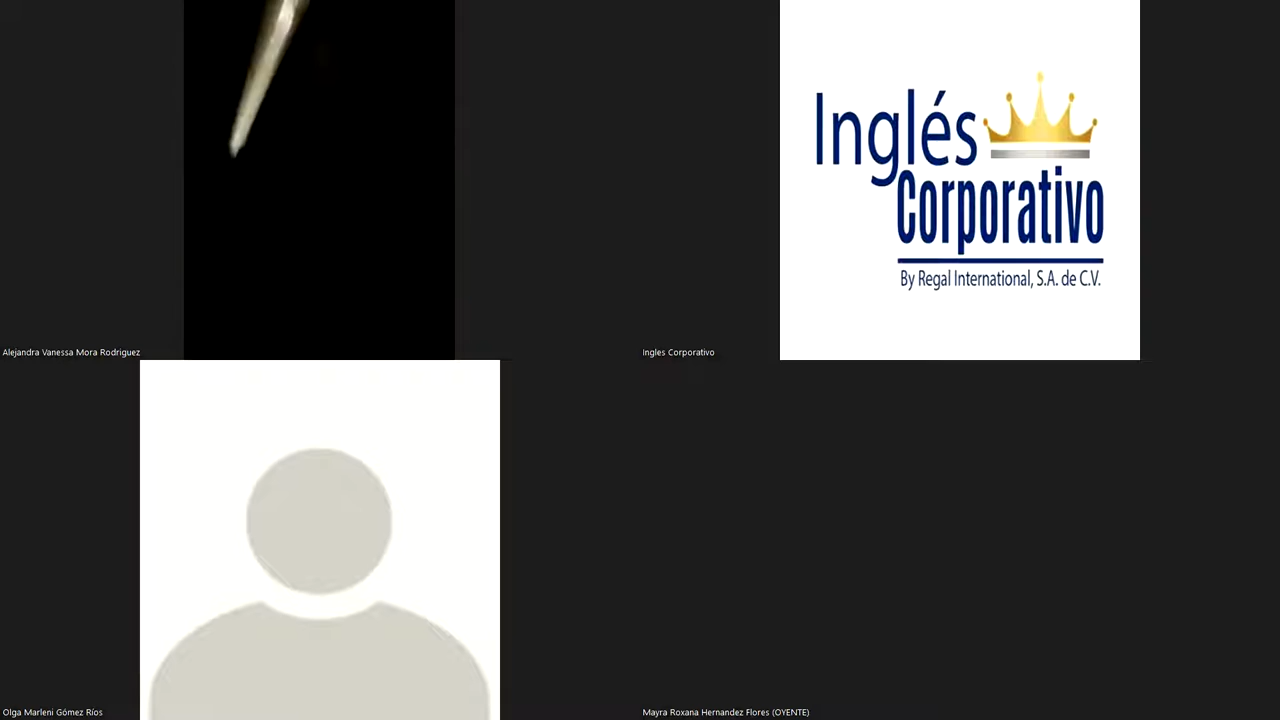 Inglés
Corporativo
By Regal International, S.A. de C.V.
Alejandra Vanessa Mora Rodriguez
Ingles Corporativo
Olga Marleni Gómez Ríos
Mayra Roxana Hernandez Flores (OYENTE)